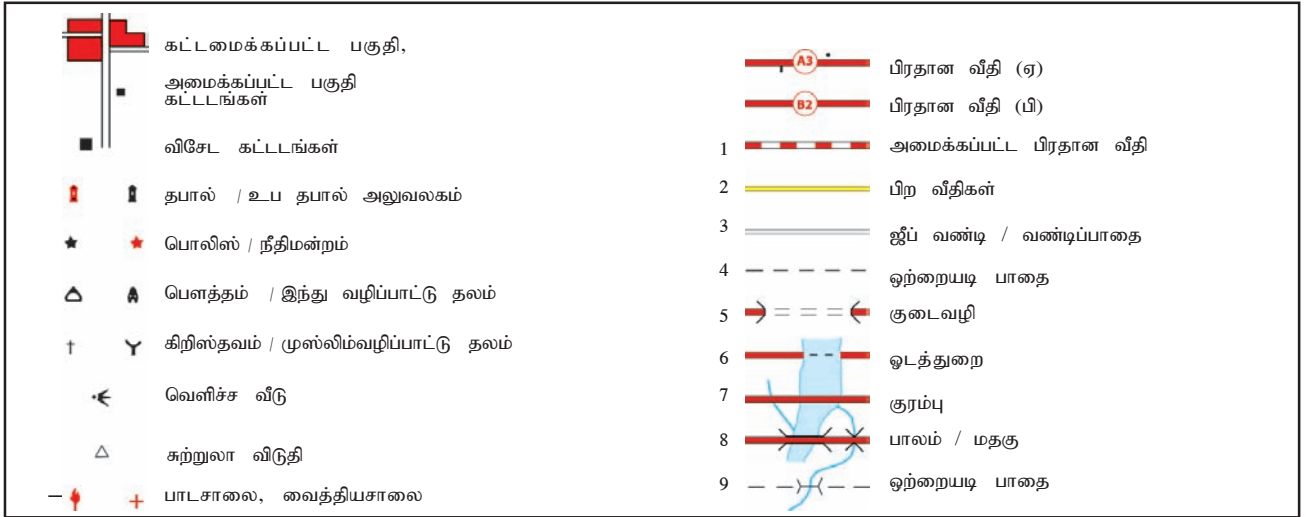 கட்டமைக்கப்பட்ட பகுதி,
அமைக்கப்பட்ட பகுதி
கட்டடங்கள்
விசேட கட்டடங்கள்
தபால் / உப தபால் அலுவலகம்
பொலிஸ் / நீதிமன்றம்
பௌத்தம் / இந்து வழிப்பாட்டு தலம்
கிறிஸ்தவம் / முஸ்லிம்வழிப்பாட்டு தலம்
வெளிச்ச வீடு
சுற்றுலா விடுதி
பாடசாலை, வைத்தியசாலை
A3 பிரதான வீதி (ஏ)
B2 பிரதான வீதி (பி)
1 அமைக்கப்பட்ட பிரதான வீதி
2 பிற வீதிகள்
3 ஜீப் வண்டி / வண்டிப்பாதை
4 ஒற்றையடி பாதை
5 குடைவழி
6 ஓடத்துறை
7 குரம்பு
8 பாலம் / மதகு
9 ஒற்றையடி பாதை